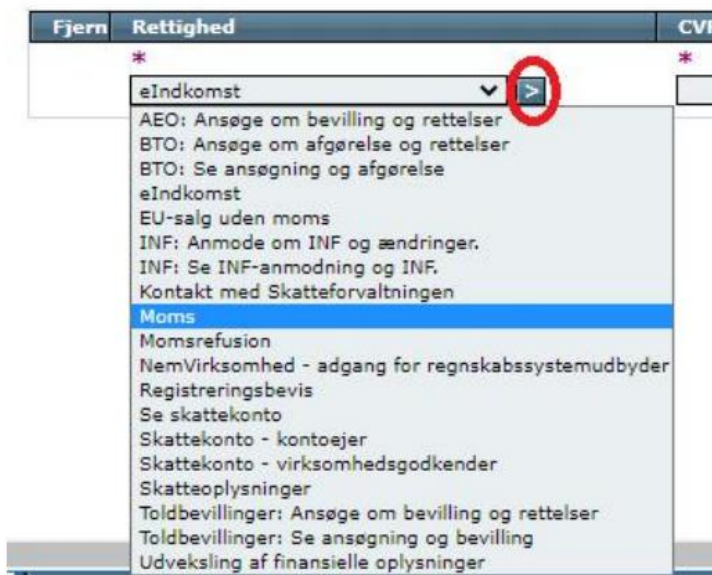 Fjern Rettighed CVR
* *
eIndkomst >
AEO: Ansøge om bevilling og rettelser
BTO: Ansøge om afgørelse og rettelser
BTO: Se ansøgning og afgørelse
eIndkomst
EU-salg uden moms
INF: Anmode om INF og ændringer.
INF: Se INF-anmodning og INF.
Kontakt med Skatteforvaltningen
Moms
Momsrefusion
NemVirksomhed - adgang for regnskabssystemudbyder
Registreringsbevis
Se skattekonto
Skattekonto - kontoejer
Skattekonto - virksomhedsgodkender
Skatteoplysninger
Toldbevillinger: Ansøge om bevilling og rettelser
Toldbevillinger: Se ansøgning og bevilling
Udveksling af finansielle oplysninger